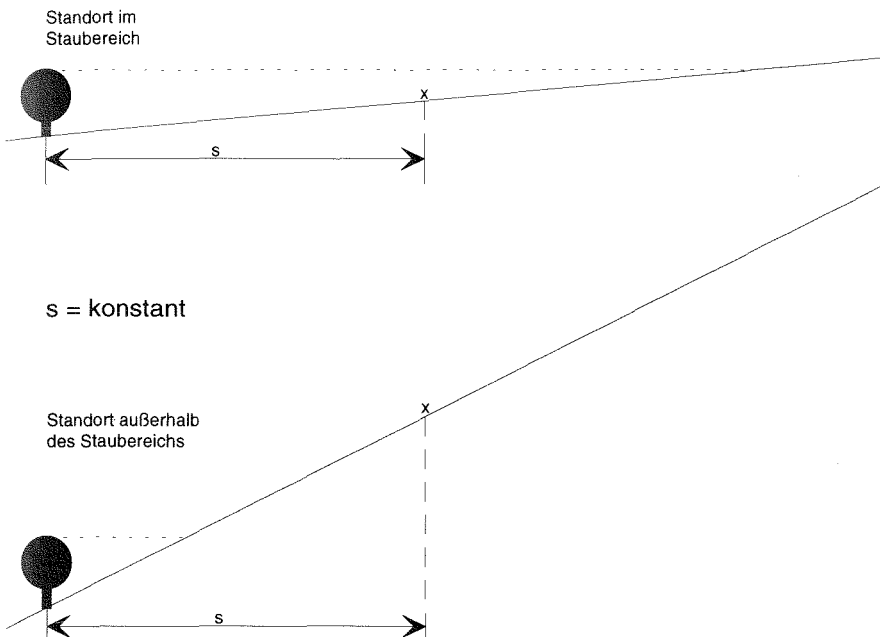 Standort im
Staubereich
x
s
s = konstant
x
Standort außerhalb
des Staubereichs
s